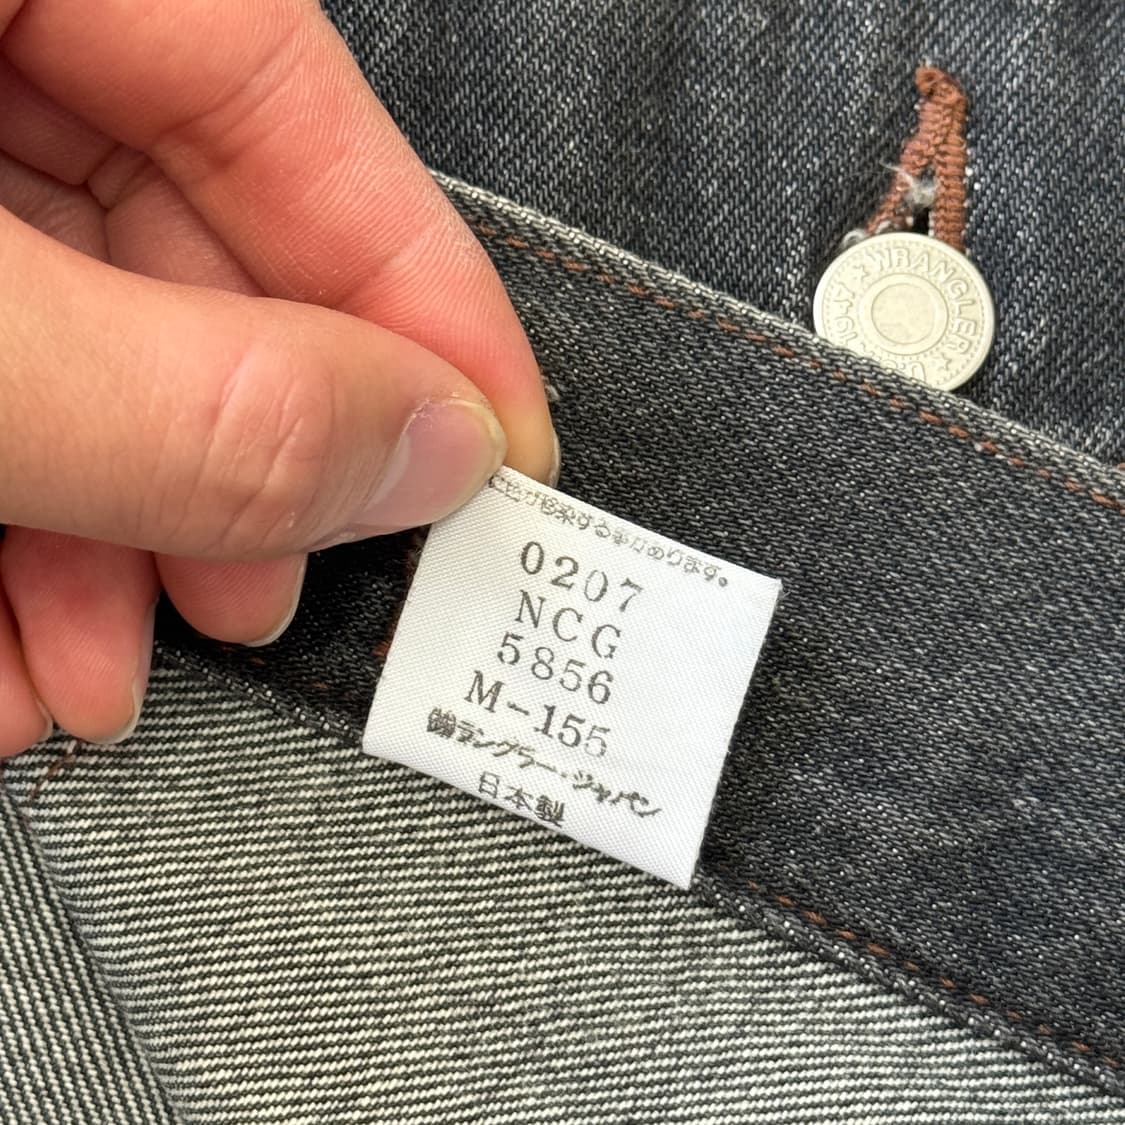 WRANGLER
色が移染する事があります。
0207
NCG
5856
M-155
㈱ラングラー・ジャパン
日本製